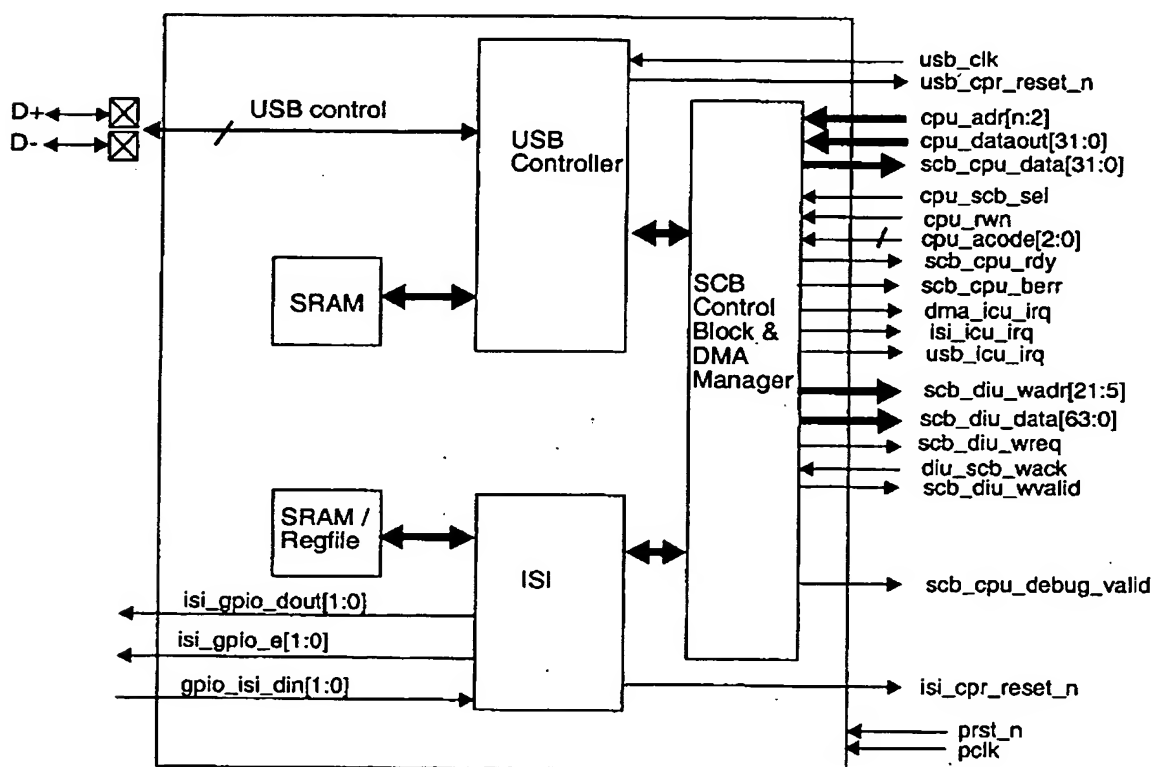 D+
D-
USB control
USB
Controller
SRAM
SRAM /
Regfile
ISI
isi_gpio_dout[1:0]
isi_gpio_e[1:0]
gpio_isi_din[1:0]
SCB
Control
Block &
DMA
Manager
usb_clk
usb_cpr_reset_n
cpu_adr[n:2]
cpu_dataout[31:0]
scb_cpu_data[31:0]
cpu_scb_sel
cpu_rwn
cpu_acode[2:0]
scb_cpu_rdy
scb_cpu_berr
dma_icu_irq
isi_icu_irq
usb_icu_irq
scb_diu_wadr[21:5]
scb_diu_data[63:0]
scb_diu_wreq
diu_scb_wack
scb_diu_wvalid
scb_cpu_debug_valid
isi_cpr_reset_n
prst_n
pclk